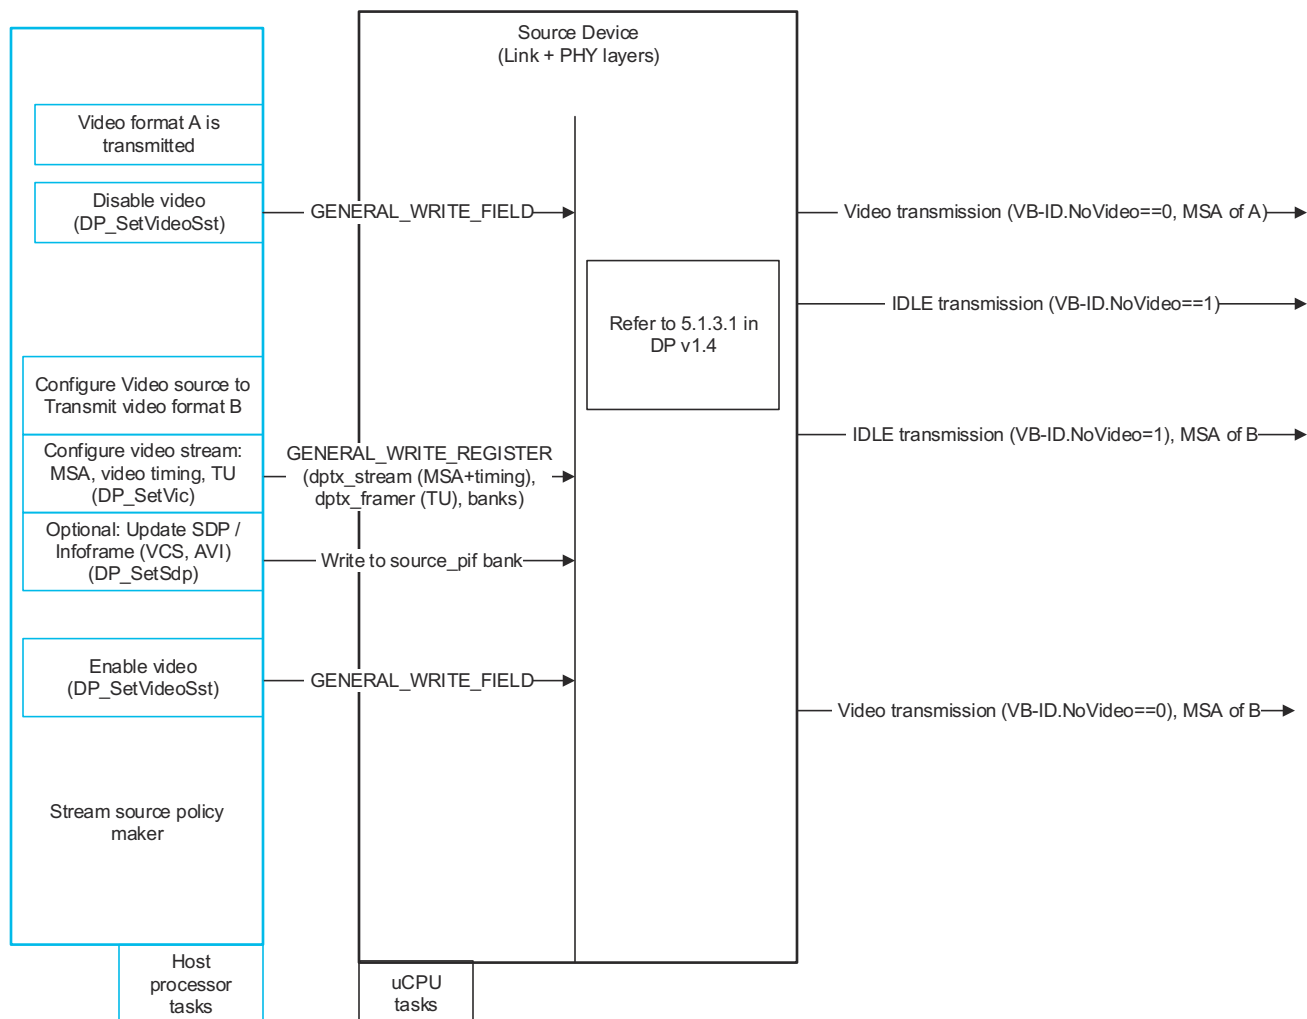 Source Device
(Link + PHY layers)
Video format A is
transmitted
Disable video
(DP_SetVideoSst)
GENERAL_WRITE_FIELD
Video transmission (VB-ID.NoVideo==0, MSA of A)
IDLE transmission (VB-ID.NoVideo==1)
Refer to 5.1.3.1 in
DP v1.4
Configure Video source to
Transmit video format B
IDLE transmission (VB-ID.NoVideo=1), MSA of B
Configure video stream:
MSA, video timing, TU
(DP_SetVic)
GENERAL_WRITE_REGISTER
(dptx_stream (MSA+timing),
dptx_framer (TU), banks)
Optional: Update SDP /
Infoframe (VCS, AVI)
(DP_SetSdp)
Write to source_pif bank
Enable video
(DP_SetVideoSst)
GENERAL_WRITE_FIELD
Video transmission (VB-ID.NoVideo==0), MSA of B
Stream source policy
maker
Host
processor
tasks
uCPU
tasks